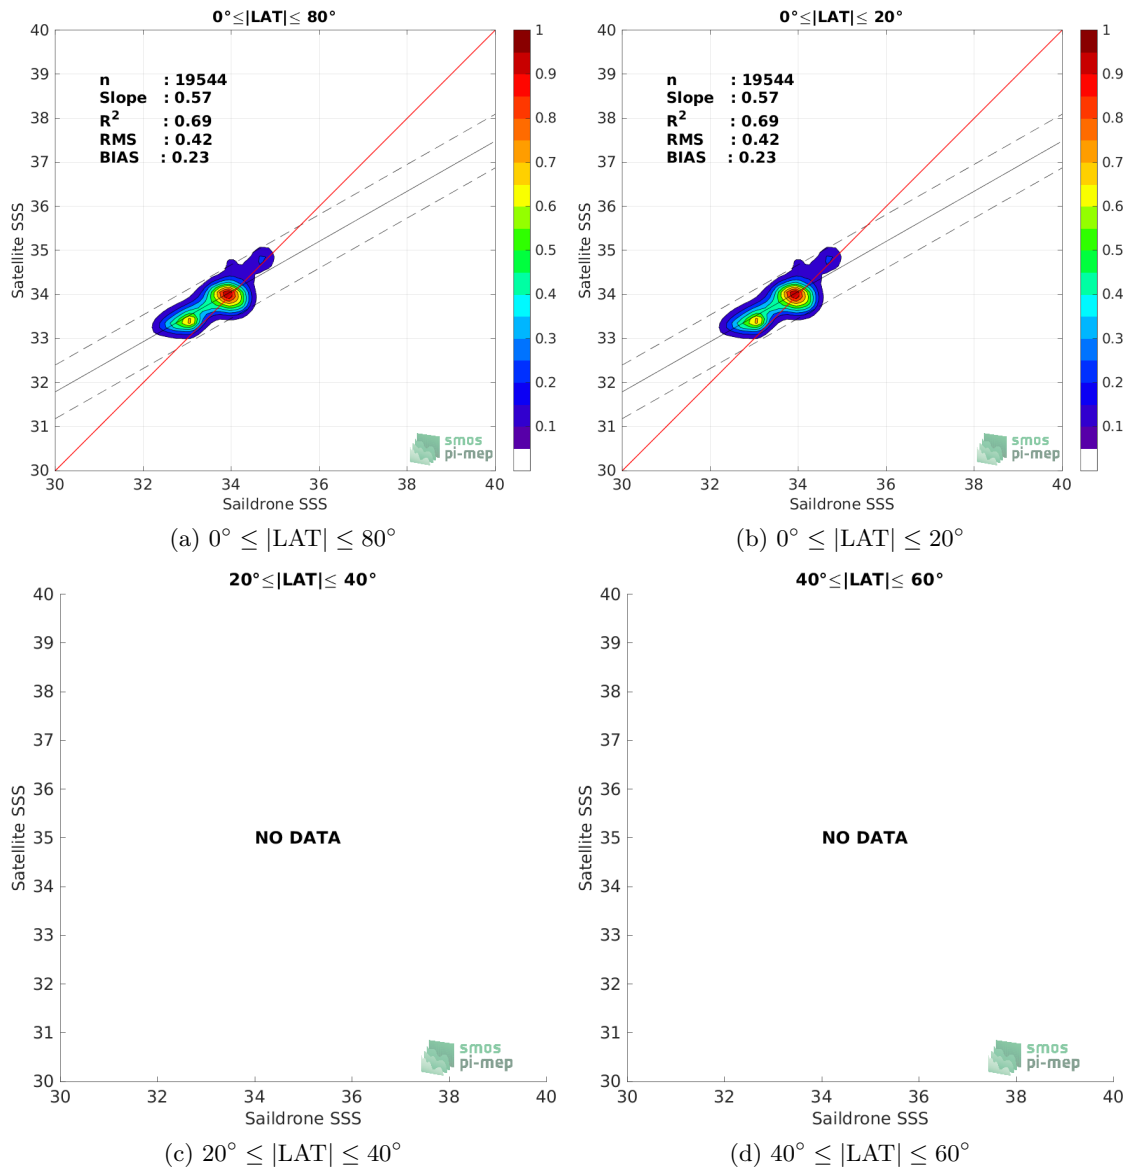 0°≤|LAT|≤ 80°
40
39
38
37
36
35
34
33
32
31
30
Satellite SSS
n : 19544
Slope : 0.57
R² : 0.69
RMS : 0.42
BIAS : 0.23
1
0.9
0.8
0.7
0.6
0.5
0.4
0.3
0.2
0.1
smos
pi-mep
30 32 34 36 38 40
Saildrone SSS
(a) 0° ≤ |LAT| ≤ 80°
0°≤|LAT|≤ 20°
40
39
38
37
36
35
34
33
32
31
30
Satellite SSS
n : 19544
Slope : 0.57
R² : 0.69
RMS : 0.42
BIAS : 0.23
1
0.9
0.8
0.7
0.6
0.5
0.4
0.3
0.2
0.1
smos
pi-mep
30 32 34 36 38 40
Saildrone SSS
(b) 0° ≤ |LAT| ≤ 20°
20°≤|LAT|≤ 40°
40
39
38
37
36
35
34
33
32
31
30
Satellite SSS
NO DATA
smos
pi-mep
30 32 34 36 38 40
Saildrone SSS
(c) 20° ≤ |LAT| ≤ 40°
40°≤|LAT|≤ 60°
40
39
38
37
36
35
34
33
32
31
30
Satellite SSS
NO DATA
smos
pi-mep
30 32 34 36 38 40
Saildrone SSS
(d) 40° ≤ |LAT| ≤ 60°